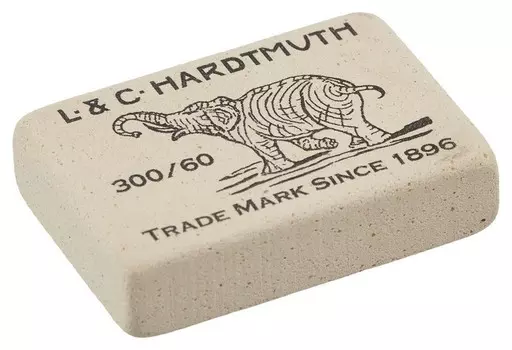 L. & C. HARDTMUTH
300/60
TRADE MARK SINCE 1896